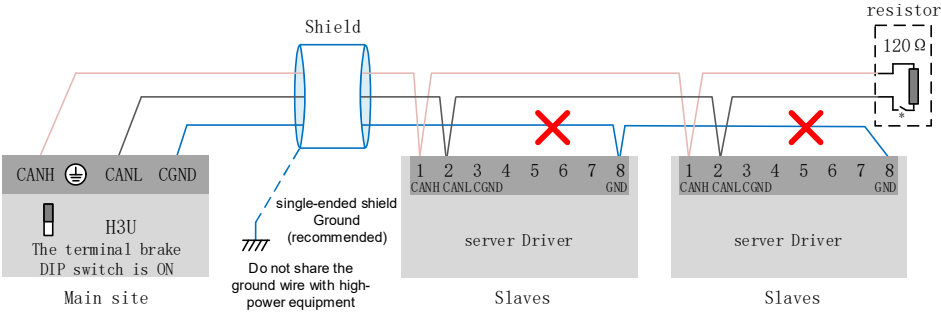 resistor
Shield
120Ω
*
CANH CANL CGND
1 2 3 4 5 6 7 8
CANH CANL CGND GND
1 2 3 4 5 6 7 8
CANH CANL CGND GND
H3U
The terminal brake
DIP switch is ON
single-ended shield
Ground
(recommended)
server Driver
server Driver
Do not share the
ground wire with high-
power equipment
Main site
Slaves
Slaves